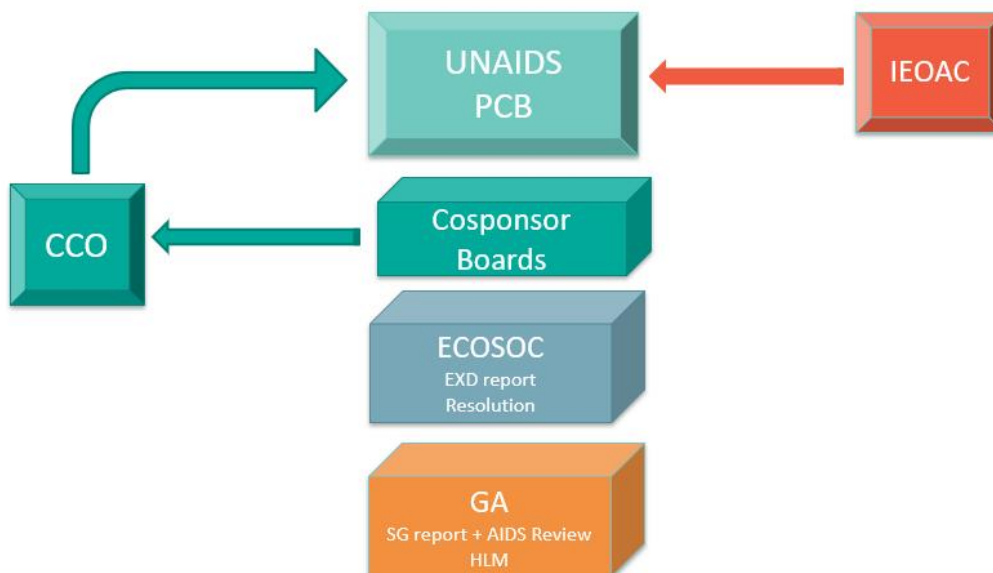 UNAIDS
PCB
IEOAC
CCO
Cosponsor
Boards
ECOSOC
EXD report
Resolution
GA
SG report + AIDS Review
HLM